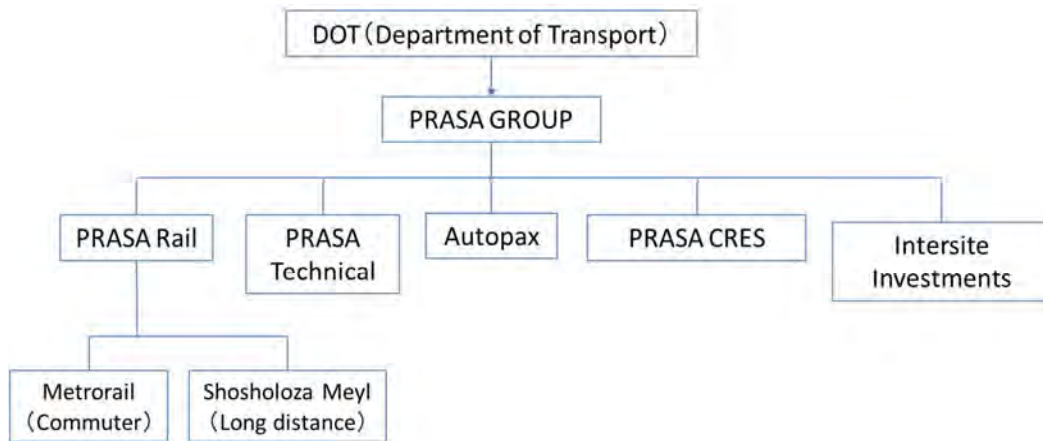 DOT（Department of Transport）
PRASA GROUP
PRASA Rail
PRASA
Technical
Autopax
PRASA CRES
Intersite
Investments
Metrorail
（Commuter）
Shosholoza Meyl
（Long distance）